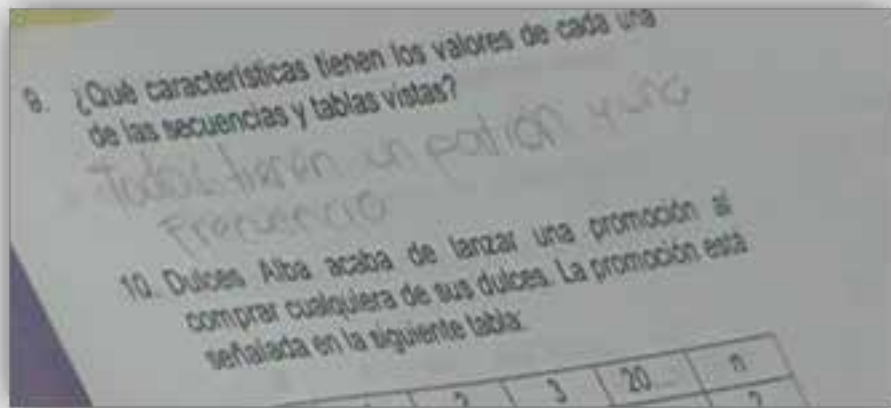 9. ¿Qué características tienen los valores de cada una
de las secuencias y tablas vistas?
Todos tienen un patrón y una
Frecuencia
10. Dulces Alba acaba de lanzar una promoción al
comprar cualquiera de sus dulces. La promoción está
señalada en la siguiente tabla:
2 3 20... n
?